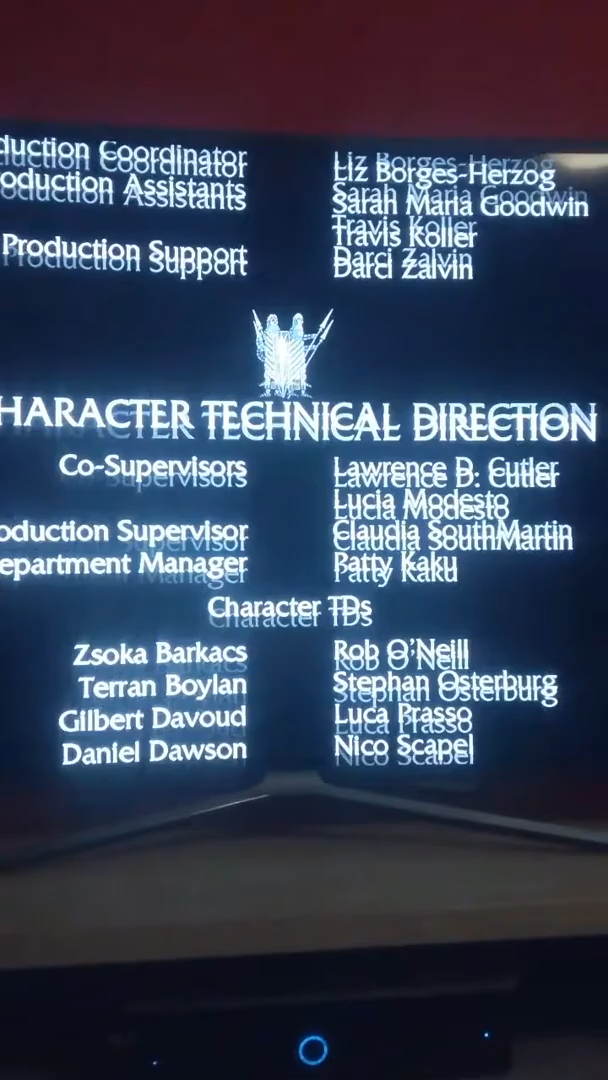 duction Coordinator Liz Borges-Herzog
oduction Assistants Sarah Maria Goodwin
Travis Koller
Production Support Darci Zalvin
HARACTER TECHNICAL DIRECTION
Co-Supervisors Lawrence D. Cutler
Lucia Modesto
oduction Supervisor Claudia SouthMartin
epartment Manager Patty Kaku
Character TDs
Zsoka Barkacs Rob O'Neill
Terran Boylan Stephan Osterburg
Gilbert Davoud Luca Prasso
Daniel Dawson Nico Scapel